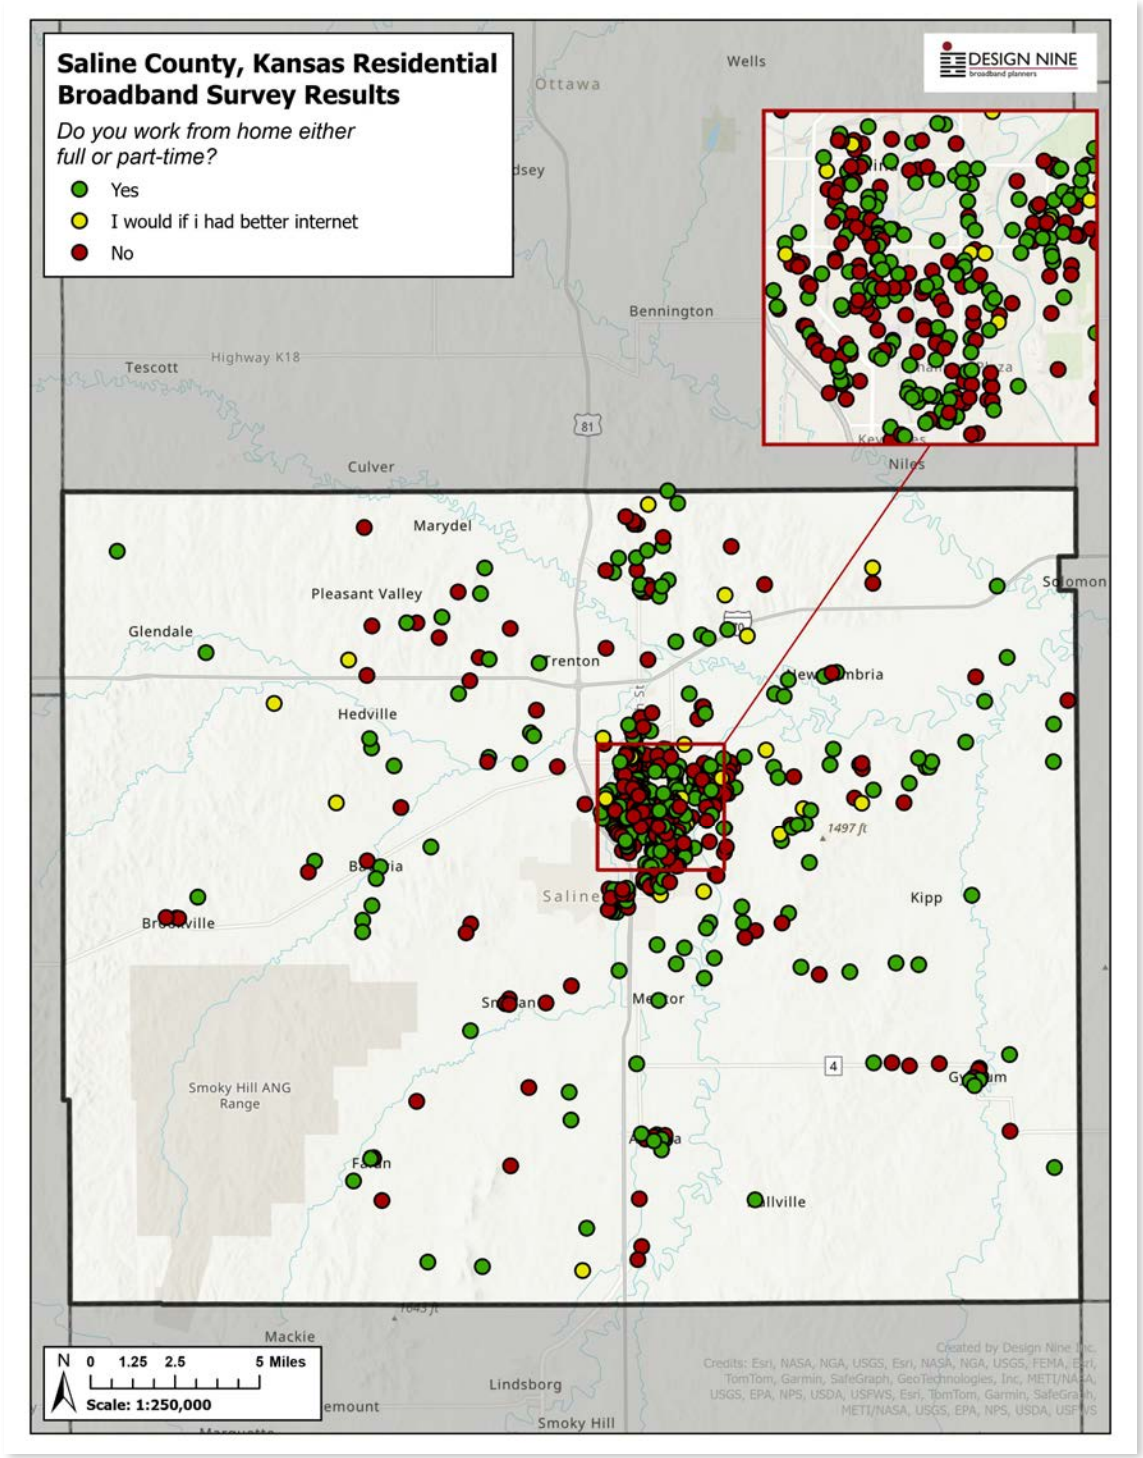 Saline County, Kansas Residential
Broadband Survey Results
Do you work from home either
full or part-time?
Yes
I would if i had better internet
No
DESIGN NINE
broadband planners
Wells
Ottawa
dsey
Bennington
Highway K18
Tescott
81
Culver
Niles
Marydel
Solomon
Pleasant Valley
Glendale
Trenton
Hedville
1497 ft
Saline
Kipp
Smoky Hill ANG
Range
4
Mackie
Lindsborg
emount
Smoky Hill
N 0 1.25 2.5 5 Miles
Scale: 1:250,000
Created by Design Nine Inc.
Credits: Esri, NASA, NGA, USGS, Esri, NASA, NGA, USGS, FEMA, Esri,
TomTom, Garmin, SafeGraph, GeoTechnologies, Inc, METI/NASA,
USGS, EPA, NPS, USDA, USFWS, Esri, TomTom, Garmin, SafeGraph,
METI/NASA, USGS, EPA, NPS, USDA, USFWS